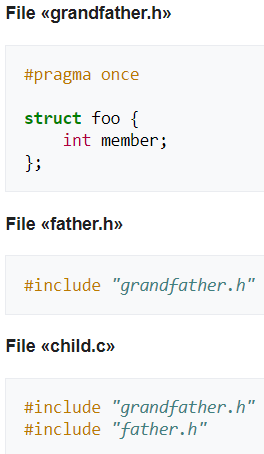 File «grandfather.h»
#pragma once
struct foo {
    int member;
};
File «father.h»
#include "grandfather.h"
File «child.c»
#include "grandfather.h"
#include "father.h"